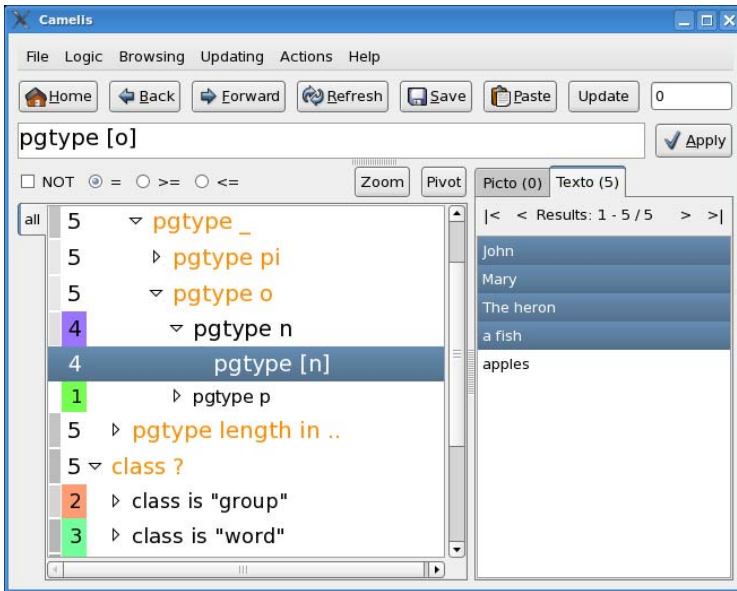 Camelis
File Logic Browsing Updating Actions Help
Home Back Forward Refresh Save Paste Update 0
pgtype [o]
Apply
NOT = >= <= Zoom Pivot
Picto (0) Texto (5)
all
5 pgtype _
5 pgtype pi
5 pgtype o
4 pgtype n
4 pgtype [n]
1 pgtype p
5 pgtype length in ..
5 class ?
2 class is "group"
3 class is "word"
|< < Results: 1 - 5 / 5 > >|
John
Mary
The heron
a fish
apples